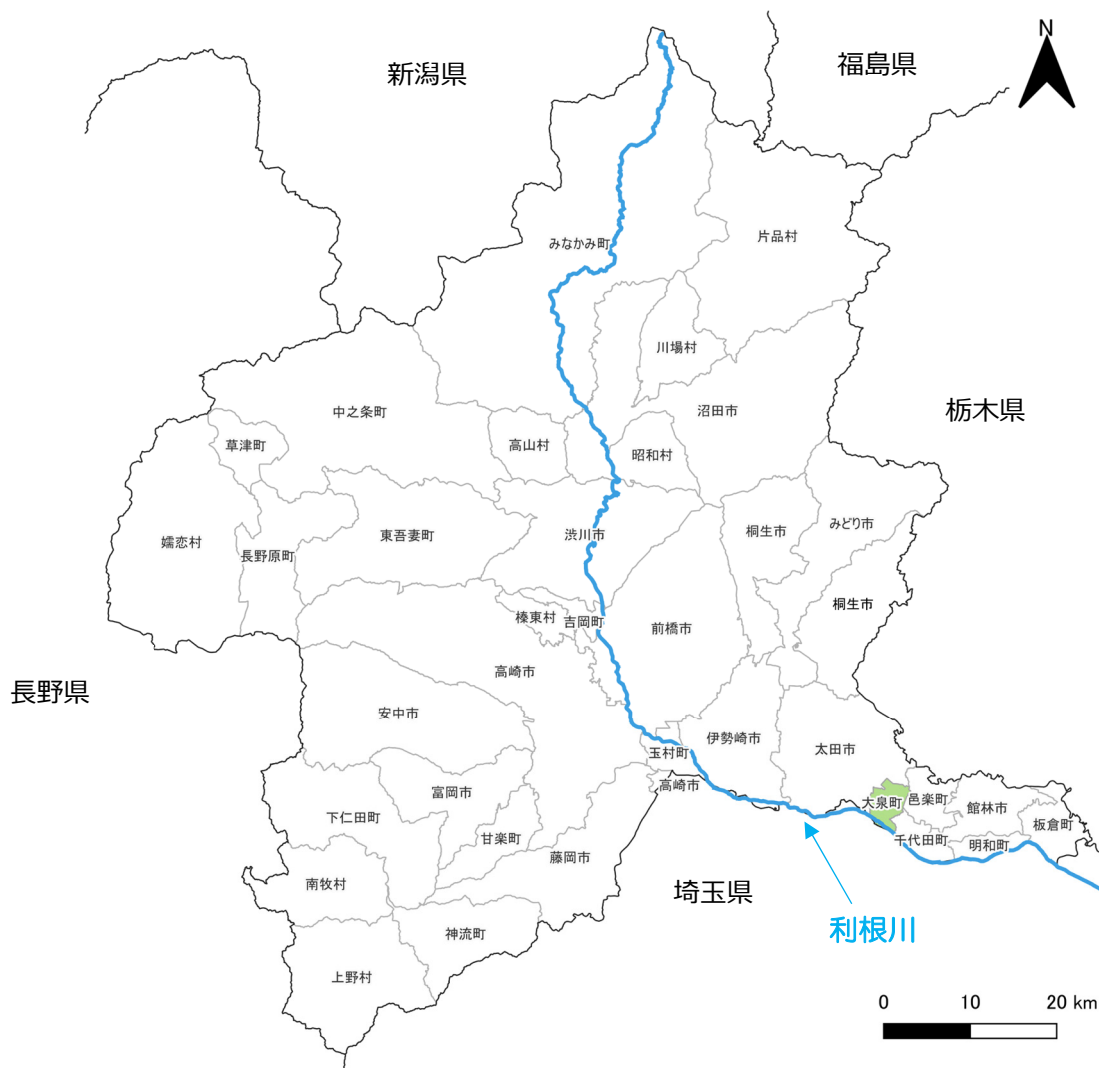 新潟県
福島県
N
みなかみ町
片品村
川場村
中之条町
沼田市
栃木県
草津町
高山村
昭和村
嬬恋村
長野原町
東吾妻町
渋川市
桐生市
みどり市
桐生市
榛東村
吉岡町
前橋市
高崎市
長野県
安中市
玉村町
伊勢崎市
太田市
高崎市
富岡市
下仁田町
大泉町
邑楽町
館林市
板倉町
甘楽町
千代田町
明和町
藤岡市
南牧村
埼玉県
利根川
神流町
上野村
0 10 20 km